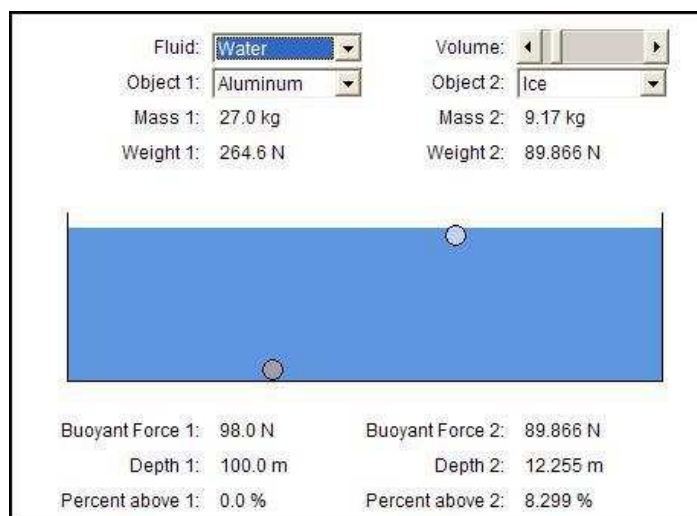 Fluid: Water Volume:
Object 1: Aluminum Object 2: Ice
Mass 1: 27.0 kg Mass 2: 9.17 kg
Weight 1: 264.6 N Weight 2: 89.866 N
Buoyant Force 1: 98.0 N Buoyant Force 2: 89.866 N
Depth 1: 100.0 m Depth 2: 12.255 m
Percent above 1: 0.0 % Percent above 2: 8.299 %